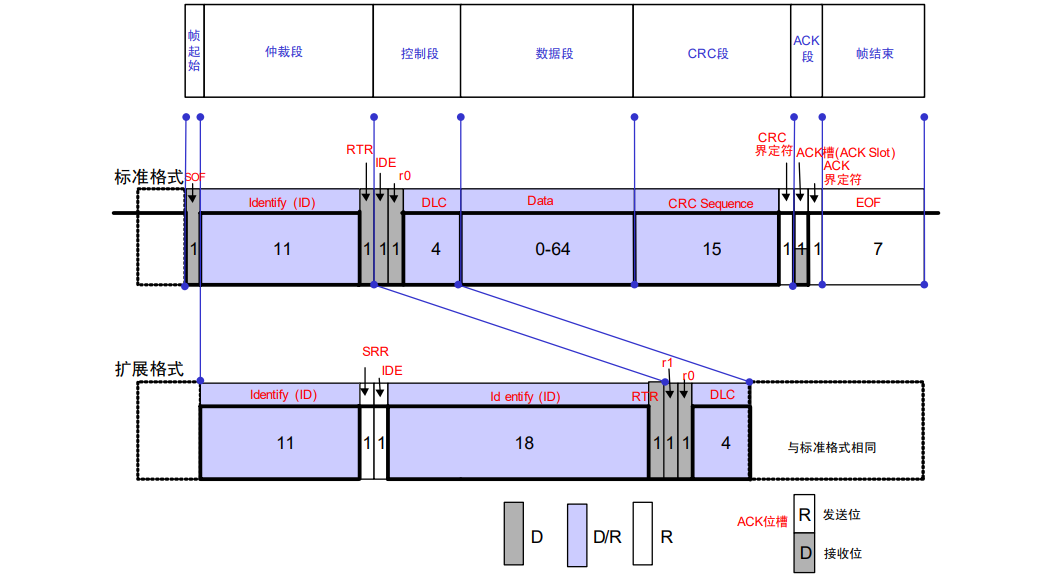 帧起始
仲裁段
控制段
数据段
CRC段
ACK段
帧结束
标准格式
SOF
RTR
IDE
r0
CRC
界定符
ACK槽(ACK Slot)
ACK
界定符
Identify (ID)
DLC
Data
CRC Sequence
EOF
1
11
1
1
1
4
0-64
15
1
1
1
7
扩展格式
SRR
IDE
r1
r0
Identify (ID)
Id entify (ID)
RTR
DLC
11
1
1
18
1
1
1
4
与标准格式相同
D
D/R
R
ACK位槽
R
发送位
D
接收位